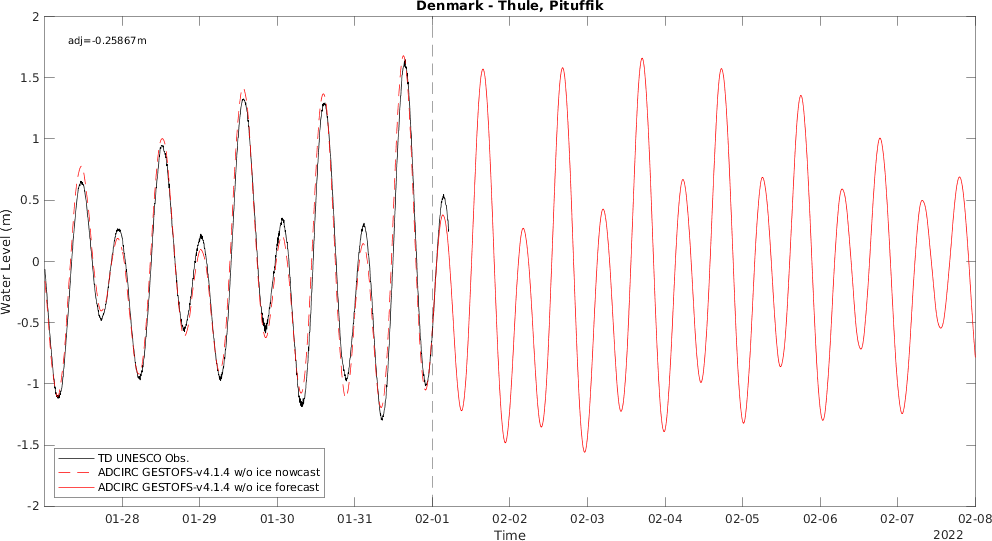 Denmark - Thule, Pituffik
adj=-0.25867m
2
1.5
1
0.5
0
-0.5
-1
-1.5
-2
Water Level (m)
TD UNESCO Obs.
ADCIRC GESTOFS-v4.1.4 w/o ice nowcast
ADCIRC GESTOFS-v4.1.4 w/o ice forecast
01-28 01-29 01-30 01-31 02-01 02-02 02-03 02-04 02-05 02-06 02-07 02-08
Time
2022